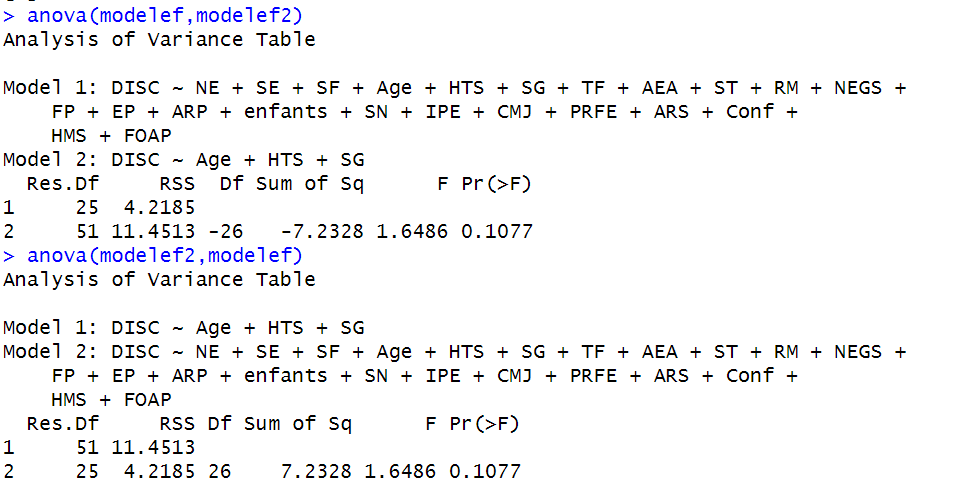 > anova(modelef,modelef2)
Analysis of Variance Table

Model 1: DISC ~ NE + SE + SF + Age + HTS + SG + TF + AEA + ST + RM + NEGS +
    FP + EP + ARP + enfants + SN + IPE + CMJ + PRFE + ARS + Conf +
    HMS + FOAP
Model 2: DISC ~ Age + HTS + SG
  Res.Df     RSS  Df Sum of Sq      F Pr(>F)
1     25  4.2185
2     51 11.4513 -26   -7.2328 1.6486 0.1077
> anova(modelef2,modelef)
Analysis of Variance Table

Model 1: DISC ~ Age + HTS + SG
Model 2: DISC ~ NE + SE + SF + Age + HTS + SG + TF + AEA + ST + RM + NEGS +
    FP + EP + ARP + enfants + SN + IPE + CMJ + PRFE + ARS + Conf +
    HMS + FOAP
  Res.Df     RSS Df Sum of Sq      F Pr(>F)
1     51 11.4513
2     25  4.2185 26    7.2328 1.6486 0.1077